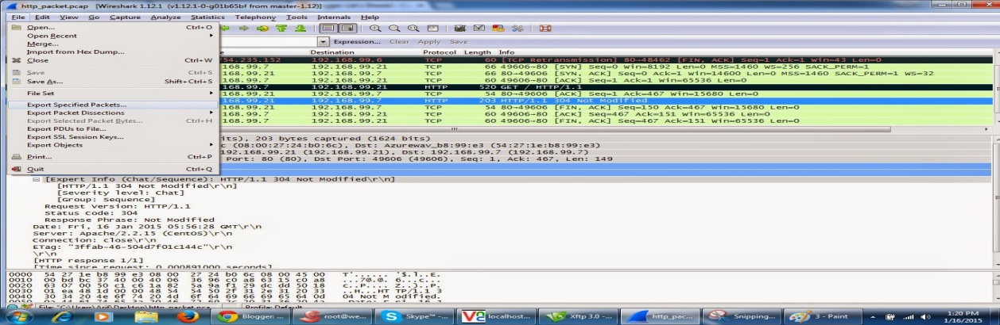 http_packet.pcap [Wireshark 1.12.1 (v1.12.1-0-g01b65bf from master-1.12)]
File Edit View Go Capture Analyze Statistics Telephony Tools Internals Help
Open... Ctrl+O
Open Recent
Merge...
Import from Hex Dump...
Close Ctrl+W
Save Ctrl+S
Save As... Shift+Ctrl+S
File Set
Export Specified Packets...
Export Packet Dissections
Export Selected Packet Bytes... Ctrl+H
Export PDUs to File...
Export SSL Session Keys...
Export Objects
Print... Ctrl+P
Quit Ctrl+Q
Expression... Clear Apply Save
Destination Protocol Length Info
54.235.152 192.168.99.6 TCP 60 [TCP Retransmission] 80→48462 [FIN, ACK] Seq=1 Ack=1 Win=43 Len=0
168.99.7 192.168.99.21 TCP 66 49606→80 [SYN] Seq=0 Win=8192 Len=0 MSS=1460 WS=256 SACK_PERM=1
168.99.21 192.168.99.7 TCP 66 80→49606 [SYN, ACK] Seq=0 Ack=1 Win=14600 Len=0 MSS=1460 SACK_PERM=1 WS=32
168.99.7 192.168.99.21 TCP 60 49606→80 [ACK] Seq=1 Ack=1 Win=65536 Len=0
168.99.7 192.168.99.21 HTTP 520 GET / HTTP/1.1
168.99.21 192.168.99.7 TCP 54 80→49606 [ACK] Seq=1 Ack=467 Win=15680 Len=0
168.99.21 192.168.99.7 HTTP 203 HTTP/1.1 304 Not Modified
168.99.21 192.168.99.7 TCP 54 80→49606 [FIN, ACK] Seq=150 Ack=467 Win=15680 Len=0
168.99.7 192.168.99.21 TCP 60 49606→80 [ACK] Seq=467 Ack=151 Win=65536 Len=0
168.99.7 192.168.99.21 TCP 60 49606→80 [FIN, ACK] Seq=467 Ack=151 Win=65536 Len=0
its), 203 bytes captured (1624 bits)
c (08:00:27:24:b0:6c), Dst: Azurewav_b8:99:e3 (54:27:1e:b8:99:e3)
192.168.99.21 (192.168.99.21), Dst: 192.168.99.7 (192.168.99.7)
Port: 80 (80), Dst Port: 49606 (49606), Seq: 1, Ack: 467, Len: 149
[Expert Info (Chat/Sequence): HTTP/1.1 304 Not Modified\r\n]
[HTTP/1.1 304 Not Modified\r\n]
[Severity level: Chat]
[Group: Sequence]
Request Version: HTTP/1.1
Status Code: 304
Response Phrase: Not Modified
Date: Fri, 16 Jan 2015 05:56:28 GMT\r\n
Server: Apache/2.2.15 (CentOS)\r\n
Connection: close\r\n
ETag: "3ffab-46-504d7f01c144c"\r\n
\r\n
[HTTP response 1/1]
[Time since request: 0.000891000 seconds]
0000 54 27 1e b8 99 e3 08 00 27 24 b0 6c 08 00 45 00 T'...... '$.l..E.
0010 00 bd bc 37 40 00 40 06 36 96 c0 a8 63 15 c0 a8 ...7@.@. 6...c...
0020 63 07 00 50 c1 c6 1a 82 5a 9a f1 29 dc dd 50 18 c..P.... Z..)..P.
0030 01 ea 48 1d 00 00 48 54 54 50 2f 31 2e 31 20 33 ..H...HT TP/1.1 3
0040 30 34 20 4e 6f 74 20 4d 6f 64 69 66 69 65 64 0d 04 Not M odified.
File: "C:\Users\Arif\Desktop\http_packet.pca Profile: Default
Blogger: ...
root@we...
Skype™ -...
localhost...
Xftp 3.0 -...
http_pac...
Snipping...
3 - Paint
1:20 PM
1/16/2015